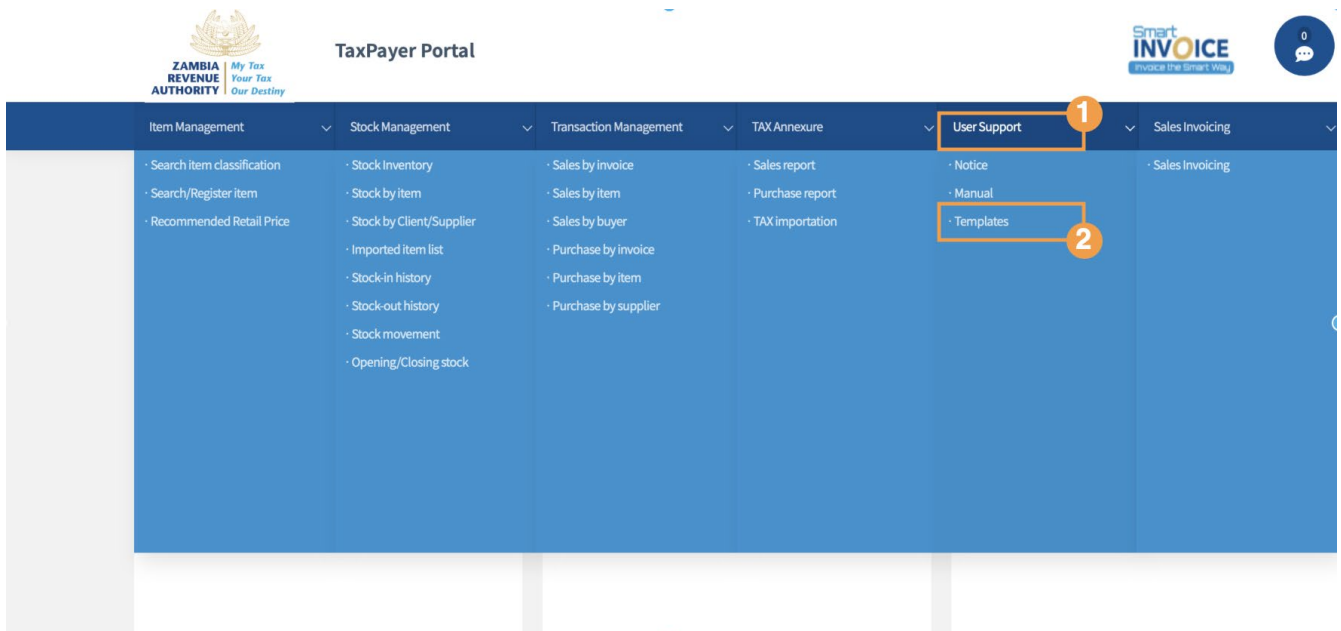 ZAMBIA
REVENUE
AUTHORITY
My Tax
Your Tax
Our Destiny
TaxPayer Portal
Smart
INVOICE
Invoice the Smart Way
0
Item Management
Stock Management
Transaction Management
TAX Annexure
User Support
1
Sales Invoicing
· Search item classification
· Search/Register item
· Recommended Retail Price
· Stock Inventory
· Stock by item
· Stock by Client/Supplier
· Imported item list
· Stock-in history
· Stock-out history
· Stock movement
· Opening/Closing stock
· Sales by invoice
· Sales by item
· Sales by buyer
· Purchase by invoice
· Purchase by item
· Purchase by supplier
· Sales report
· Purchase report
· TAX importation
· Notice
· Manual
· Templates
2
· Sales Invoicing